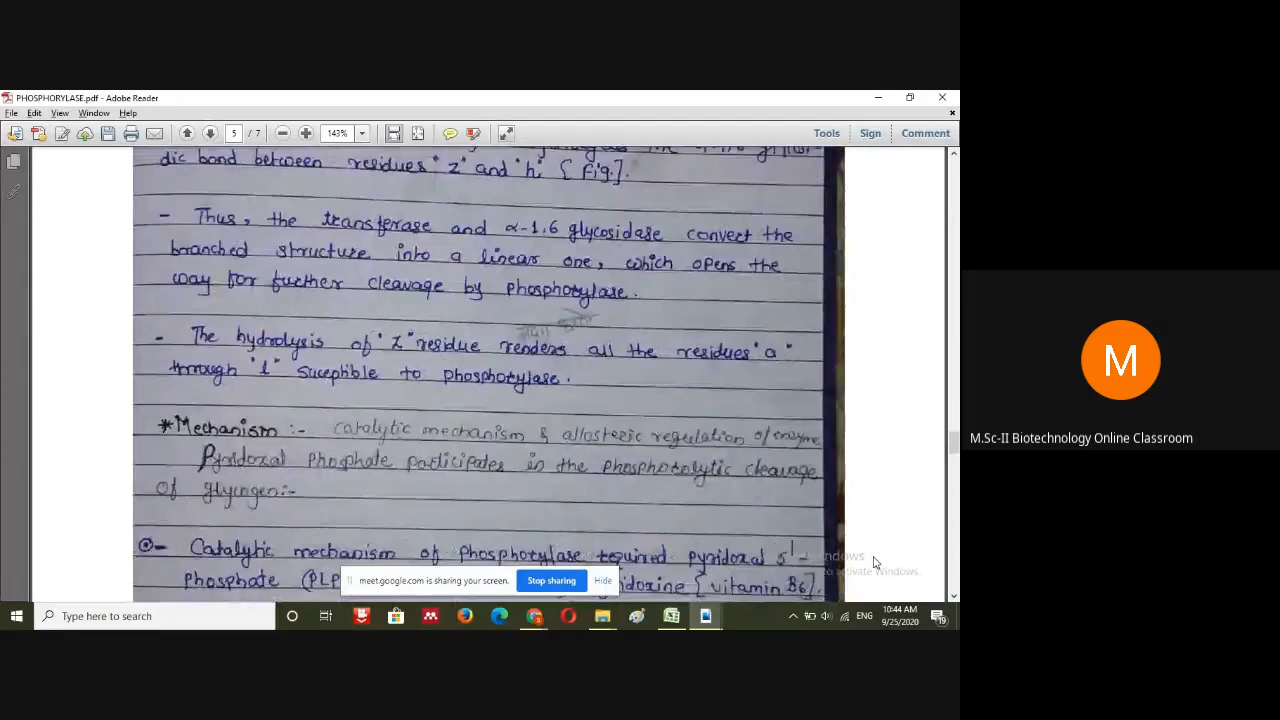 PHOSPHORYLASE.pdf - Adobe Reader
File Edit View Window Help
5 / 7 143% Tools Sign Comment
dic bond between residues "z" and "h" [Fig].
- Thus, the transferase and α-1,6 glycosidase convert the
branched structure into a linear one, which opens the
way for further cleavage by phosphorylase.
- The hydrolysis of "Z" residue renders all the residues "a"
through "l" suceptible to phosphorylase.
*Mechanism :- Catalytic mechanism & allosteric regulation of enzyme
Pyridoxal Phosphate participates in the phosphorolytic cleavage
of glycogen:-
- Catalytic mechanism of phosphorylase required pyridoxal 5'-
Phosphate (PLP
idoxine [vitamin B6].
meet.google.com is sharing your screen. Stop sharing Hide
Type here to search
ENG
10:44 AM
9/25/2020
19
M
M.Sc-II Biotechnology Online Classroom